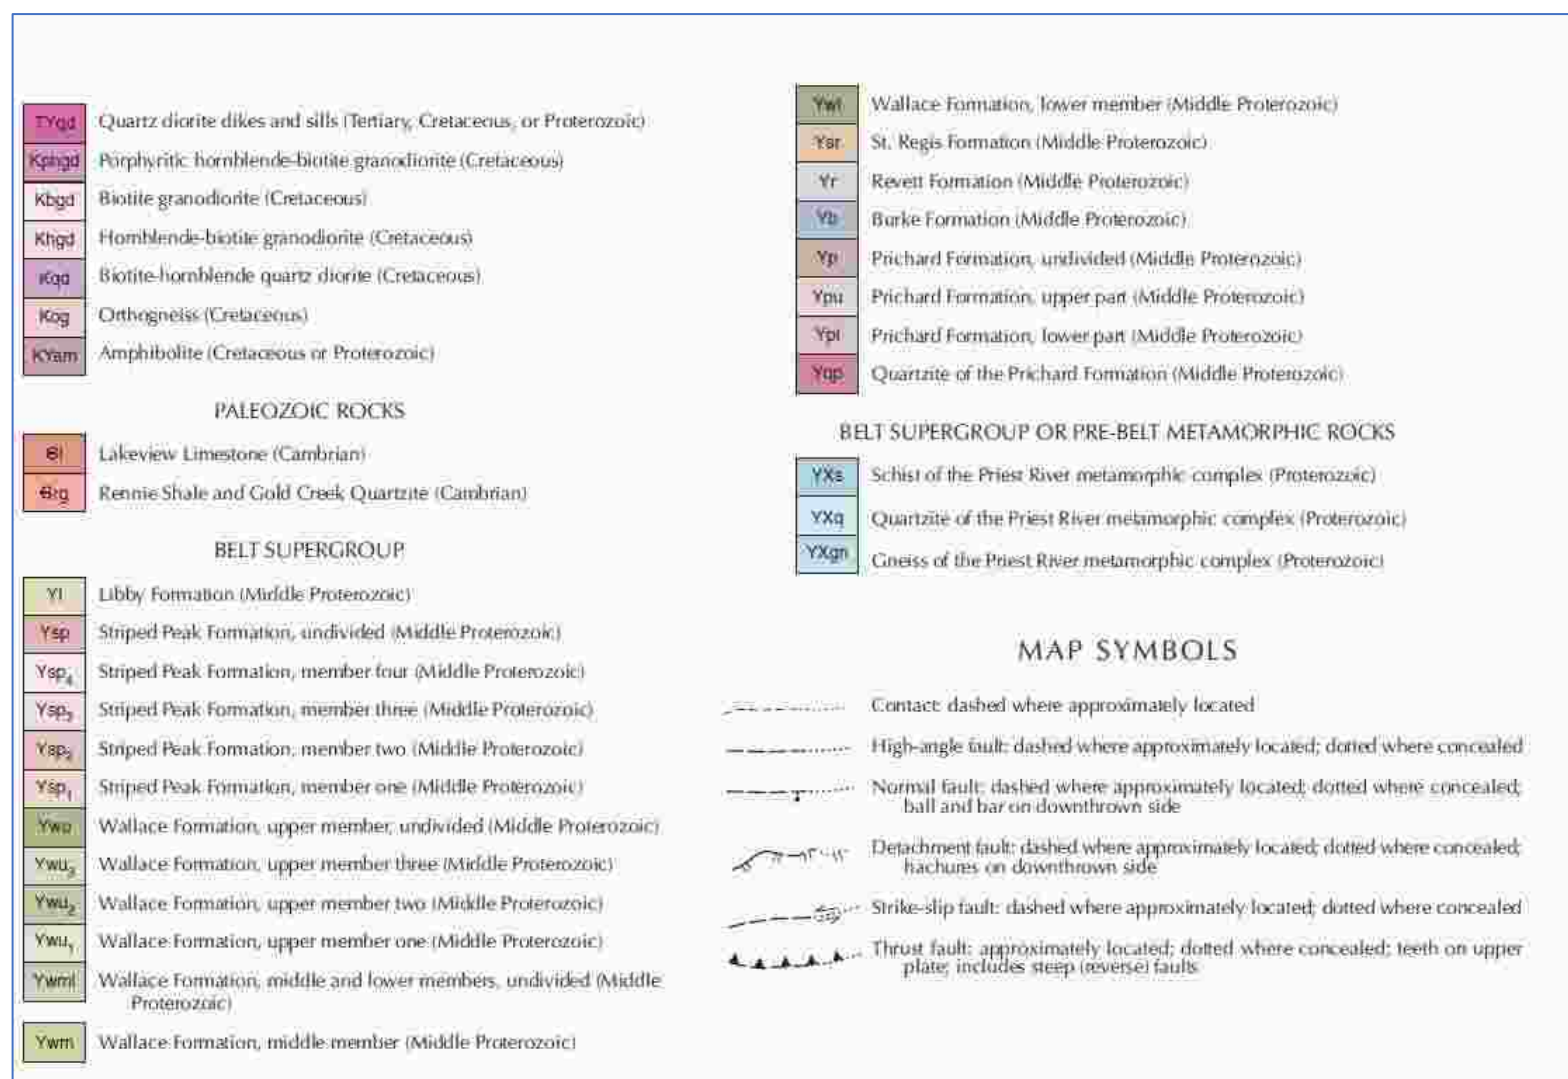 TYqd Quartz diorite dikes and sills (Tertiary, Cretaceous, or Proterozoic)
Kphgd Porphyritic hornblende-biotite granodiorite (Cretaceous)
Kbgd Biotite granodiorite (Cretaceous)
Khgd Hornblende-biotite granodiorite (Cretaceous)
Kqd Biotite-hornblende quartz diorite (Cretaceous)
Kog Orthogneiss (Cretaceous)
KYam Amphibolite (Cretaceous or Proterozoic)
PALEOZOIC ROCKS
Ꞓl Lakeview Limestone (Cambrian)
Ꞓrg Rennie Shale and Gold Creek Quartzite (Cambrian)
BELT SUPERGROUP
Yl Libby Formation (Middle Proterozoic)
Ysp Striped Peak Formation, undivided (Middle Proterozoic)
Ysp₄ Striped Peak Formation, member four (Middle Proterozoic)
Ysp₃ Striped Peak Formation, member three (Middle Proterozoic)
Ysp₂ Striped Peak Formation, member two (Middle Proterozoic)
Ysp₁ Striped Peak Formation, member one (Middle Proterozoic)
Ywu Wallace Formation, upper member, undivided (Middle Proterozoic)
Ywu₃ Wallace Formation, upper member three (Middle Proterozoic)
Ywu₂ Wallace Formation, upper member two (Middle Proterozoic)
Ywu₁ Wallace Formation, upper member one (Middle Proterozoic)
Ywml Wallace Formation, middle and lower members, undivided (Middle
Proterozoic)
Ywm Wallace Formation, middle member (Middle Proterozoic)
Ywl Wallace Formation, lower member (Middle Proterozoic)
Ysr St. Regis Formation (Middle Proterozoic)
Yr Revett Formation (Middle Proterozoic)
Yb Burke Formation (Middle Proterozoic)
Yp Prichard Formation, undivided (Middle Proterozoic)
Ypu Prichard Formation, upper part (Middle Proterozoic)
Ypl Prichard Formation, lower part (Middle Proterozoic)
Yqp Quartzite of the Prichard Formation (Middle Proterozoic)
BELT SUPERGROUP OR PRE-BELT METAMORPHIC ROCKS
YXs Schist of the Priest River metamorphic complex (Proterozoic)
YXq Quartzite of the Priest River metamorphic complex (Proterozoic)
YXgn Gneiss of the Priest River metamorphic complex (Proterozoic)
MAP SYMBOLS
Contact: dashed where approximately located
High-angle fault: dashed where approximately located; dotted where concealed
Normal fault: dashed where approximately located; dotted where concealed;
ball and bar on downthrown side
Detachment fault: dashed where approximately located; dotted where concealed;
hachures on downthrown side
Strike-slip fault: dashed where approximately located; dotted where concealed
Thrust fault: approximately located; dotted where concealed; teeth on upper
plate; includes steep (reverse) faults